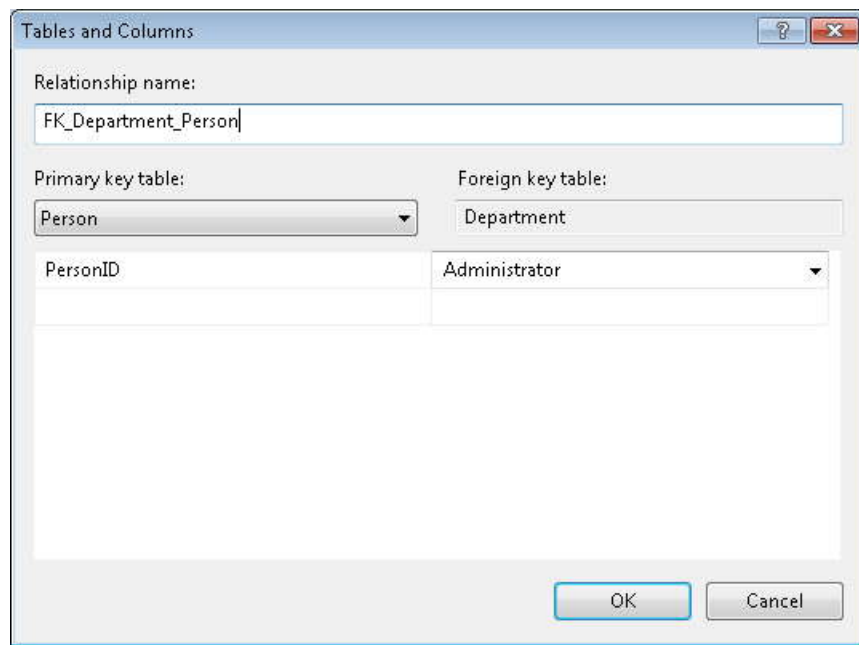 Tables and Columns
Relationship name:
FK_Department_Person
Primary key table:
Foreign key table:
Person
Department
PersonID
Administrator
OK
Cancel